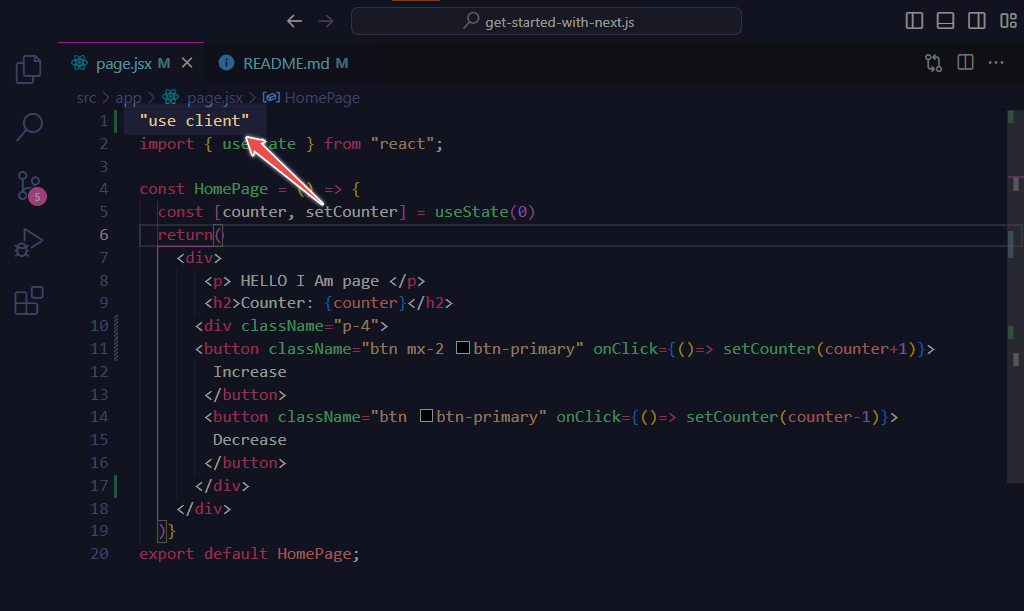 get-started-with-next.js
page.jsx M
README.md M
src > app > page.jsx > HomePage
5
1 "use client"
2 import { useState } from "react";
3
4 const HomePage = () => {
5 const [counter, setCounter] = useState(0)
6 return(
7 <div>
8 <p> HELLO I Am page </p>
9 <h2>Counter: {counter}</h2>
10 <div className="p-4">
11 <button className="btn mx-2 btn-primary" onClick={()=> setCounter(counter+1)}>
12 Increase
13 </button>
14 <button className="btn btn-primary" onClick={()=> setCounter(counter-1)}>
15 Decrease
16 </button>
17 </div>
18 </div>
19 )}
20 export default HomePage;